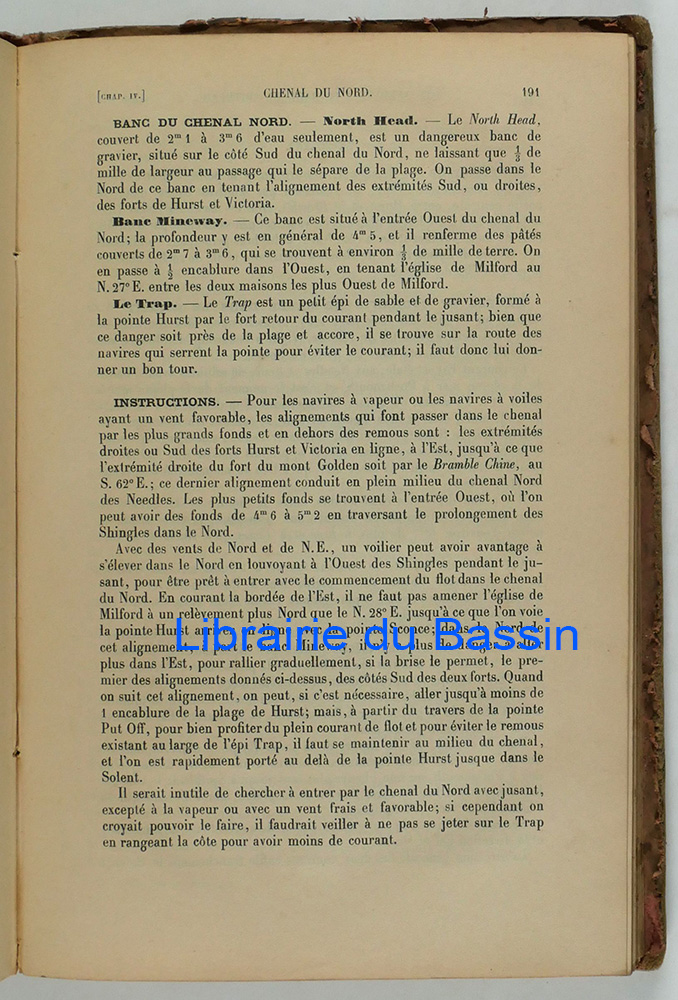 [CHAP. IV.] CHENAL DU NORD. 191
BANC DU CHENAL NORD. — North Head. — Le North Head,
couvert de 2ᵐ 1 à 3ᵐ 6 d'eau seulement, est un dangereux banc de
gravier, situé sur le côté Sud du chenal du Nord, ne laissant que ⅓ de
mille de largeur au passage qui le sépare de la plage. On passe dans le
Nord de ce banc en tenant l'alignement des extrémités Sud, ou droites,
des forts de Hurst et Victoria.
Banc Mineway. — Ce banc est situé à l'entrée Ouest du chenal du
Nord; la profondeur y est en général de 4ᵐ 5, et il renferme des pâtés
couverts de 2ᵐ 7 à 3ᵐ 6, qui se trouvent à environ ⅓ de mille de terre. On
en passe à ½ encablure dans l'Ouest, en tenant l'église de Milford au
N. 27° E. entre les deux maisons les plus Ouest de Milford.
Le Trap. — Le Trap est un petit épi de sable et de gravier, formé à
la pointe Hurst par le fort retour du courant pendant le jusant; bien que
ce danger soit près de la plage et accore, il se trouve sur la route des
navires qui serrent la pointe pour éviter le courant; il faut donc lui don-
ner un bon tour.
INSTRUCTIONS. — Pour les navires à vapeur ou les navires à voiles
ayant un vent favorable, les alignements qui font passer dans le chenal
par les plus grands fonds et en dehors des remous sont : les extrémités
droites ou Sud des forts Hurst et Victoria en ligne, à l'Est, jusqu'à ce que
l'extrémité droite du fort du mont Golden soit par le Bramble Chine, au
S. 62° E.; ce dernier alignement conduit en plein milieu du chenal Nord
des Needles. Les plus petits fonds se trouvent à l'entrée Ouest, où l'on
peut avoir des fonds de 4ᵐ 6 à 5ᵐ 2 en traversant le prolongement des
Shingles dans le Nord.
Avec des vents de Nord et de N.E., un voilier peut avoir avantage à
s'élever dans le Nord en louvoyant à l'Ouest des Shingles pendant le ju-
sant, pour être prêt à entrer avec le commencement du flot dans le chenal
du Nord. En courant la bordée de l'Est, il ne faut pas amener l'église de
Milford à un relèvement plus Nord que le N. 28° E. jusqu'à ce que l'on voie
la pointe Hurst avec la pointe Sconce; dans le Nord de
Librairie du Bassin
cet alignement, Mineway, il plus de danger aller
plus dans l'Est, pour rallier graduellement, si la brise le permet, le pre-
mier des alignements donnés ci-dessus, des côtés Sud des deux forts. Quand
on suit cet alignement, on peut, si c'est nécessaire, aller jusqu'à moins de
1 encablure de la plage de Hurst; mais, à partir du travers de la pointe
Put Off, pour bien profiter du plein courant de flot et pour éviter le remous
existant au large de l'épi Trap, il faut se maintenir au milieu du chenal,
et l'on est rapidement porté au delà de la pointe Hurst jusque dans le
Solent.
Il serait inutile de chercher à entrer par le chenal du Nord avec jusant,
excepté à la vapeur ou avec un vent frais et favorable; si cependant on
croyait pouvoir le faire, il faudrait veiller à ne pas se jeter sur le Trap
en rangeant la côte pour avoir moins de courant.